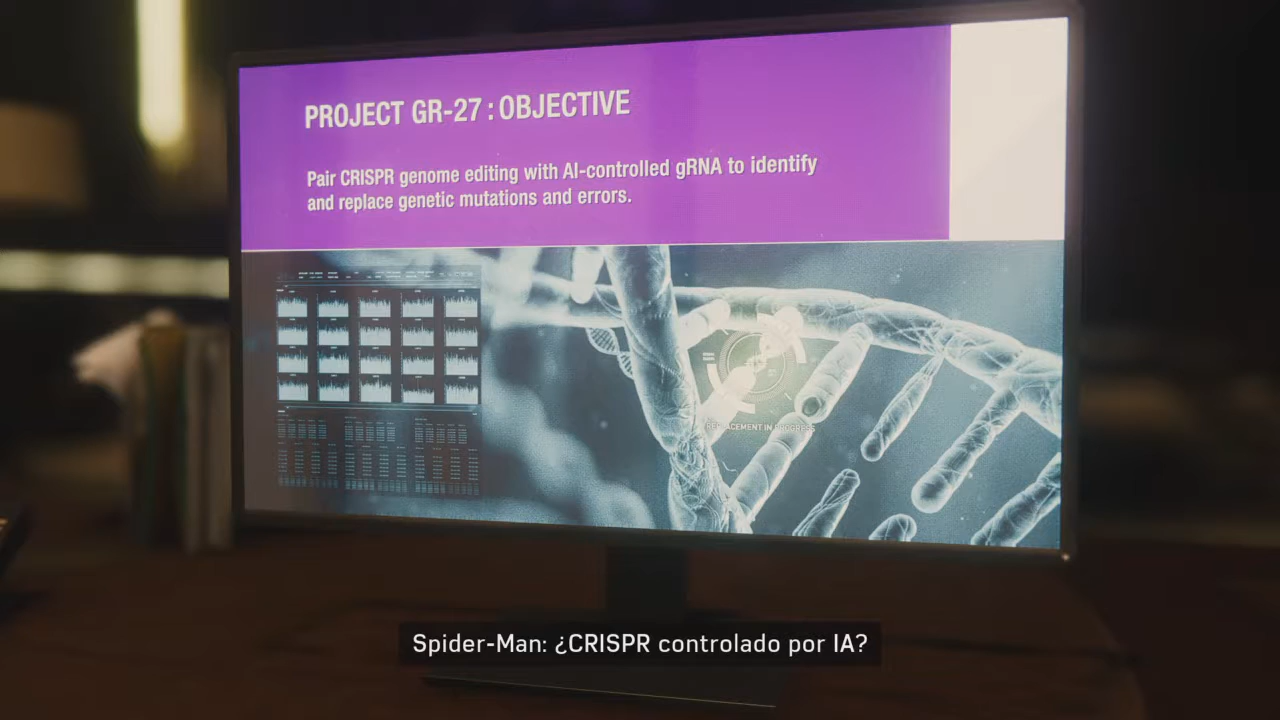 PROJECT GR-27 : OBJECTIVE
Pair CRISPR genome editing with AI-controlled gRNA to identify
and replace genetic mutations and errors.
REPLACEMENT IN PROGRESS
Spider-Man: ¿CRISPR controlado por IA?